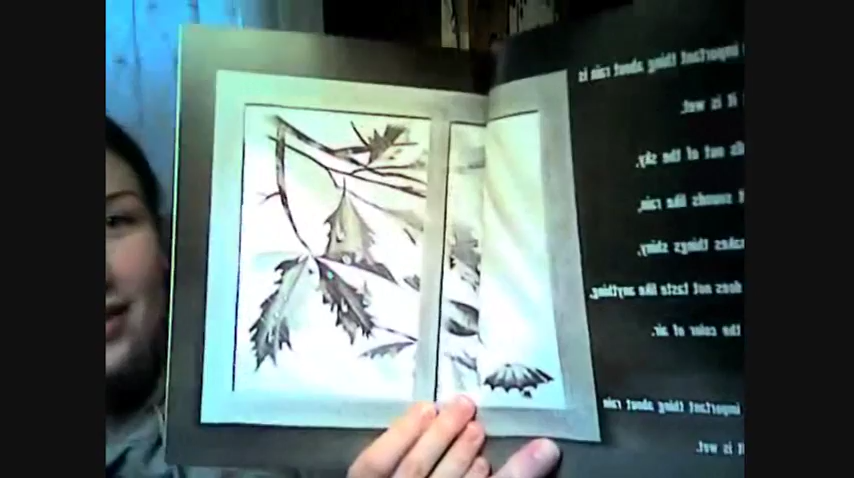 important thing about rain is
it is wet.
out of the sky,
sounds like rain,
makes things shiny,
does not taste like anything,
the color of air.
important thing about rain
it is wet.